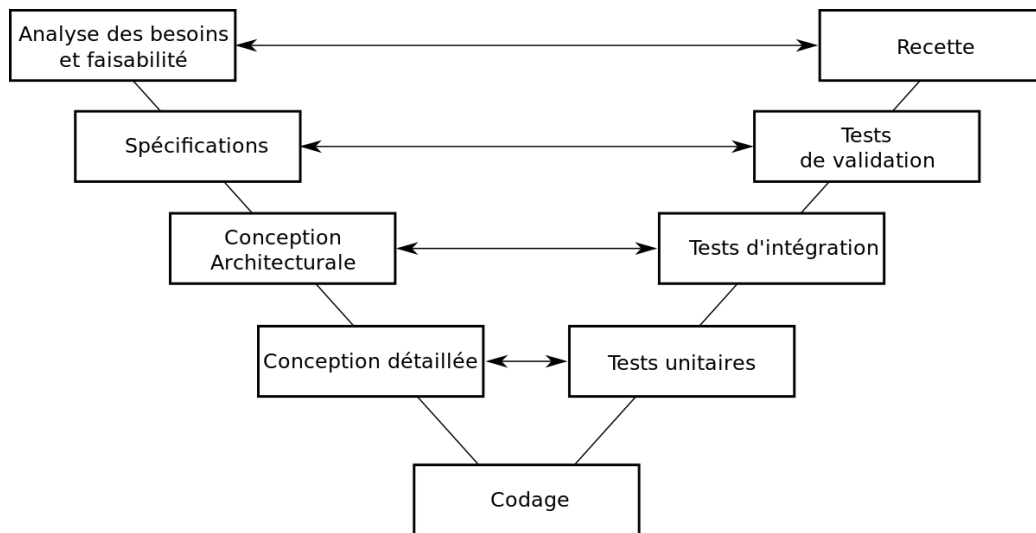 Analyse des besoins
et faisabilité
Recette
Spécifications
Tests
de validation
Conception
Architecturale
Tests d'intégration
Conception détaillée
Tests unitaires
Codage